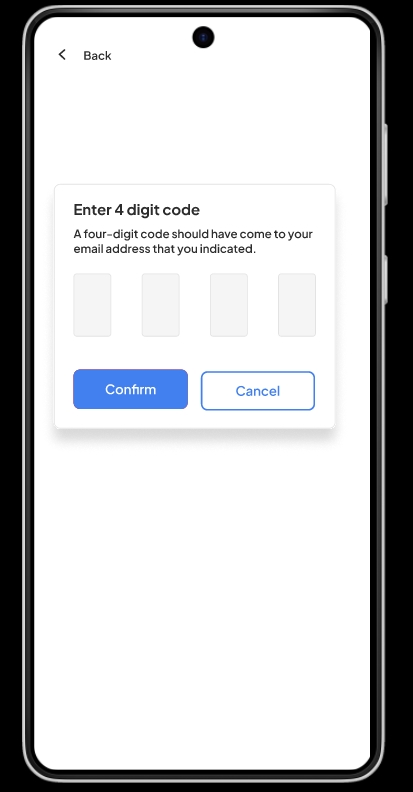 Back
Enter 4 digit code
A four-digit code should have come to your
email address that you indicated.
Confirm
Cancel